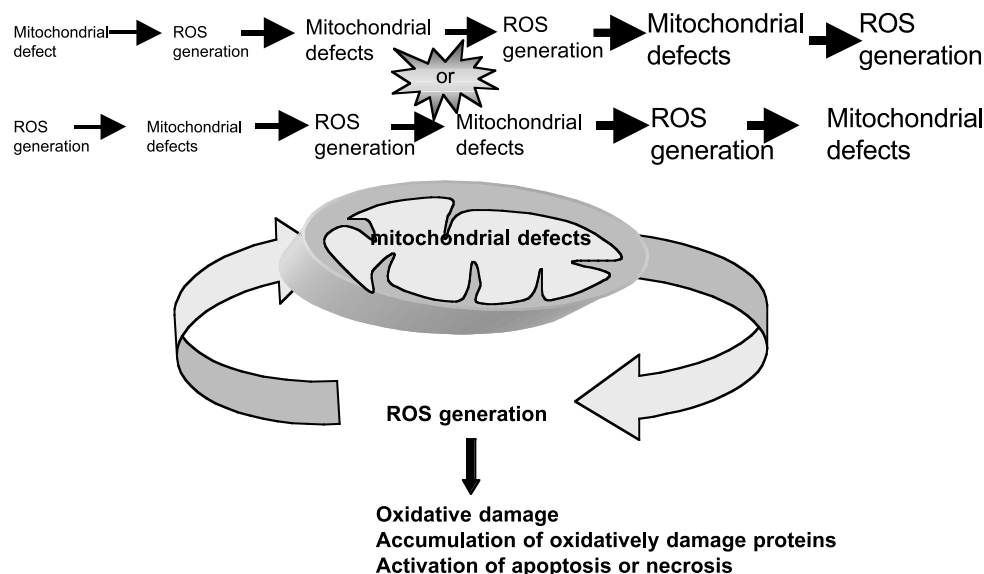 Mitochondrial defect
ROS generation
Mitochondrial defects
ROS generation
Mitochondrial defects
ROS generation
or
ROS generation
Mitochondrial defects
ROS generation
Mitochondrial defects
ROS generation
Mitochondrial defects
mitochondrial defects
ROS generation
Oxidative damage
Accumulation of oxidatively damage proteins
Activation of apoptosis or necrosis